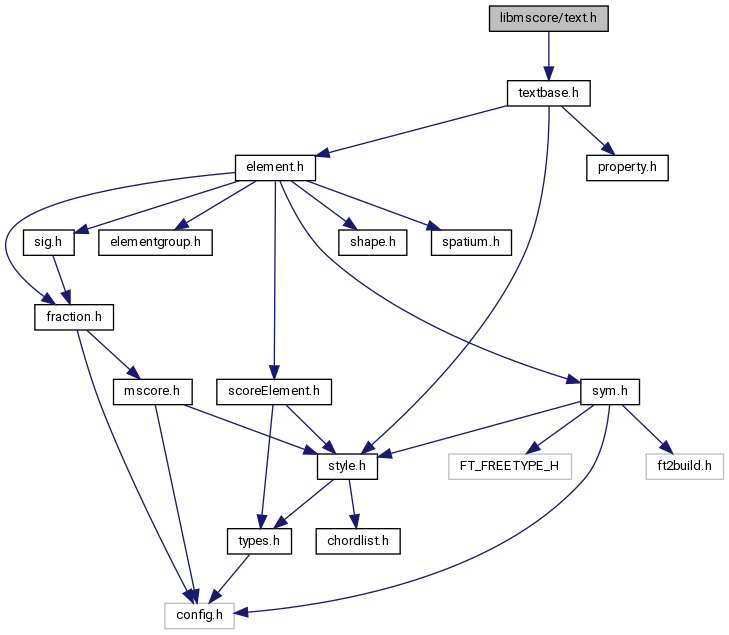 libmscore/text.h
textbase.h
element.h
property.h
sig.h
elementgroup.h
shape.h
spatium.h
fraction.h
mscore.h
scoreElement.h
sym.h
style.h
FT_FREETYPE_H
ft2build.h
types.h
chordlist.h
config.h